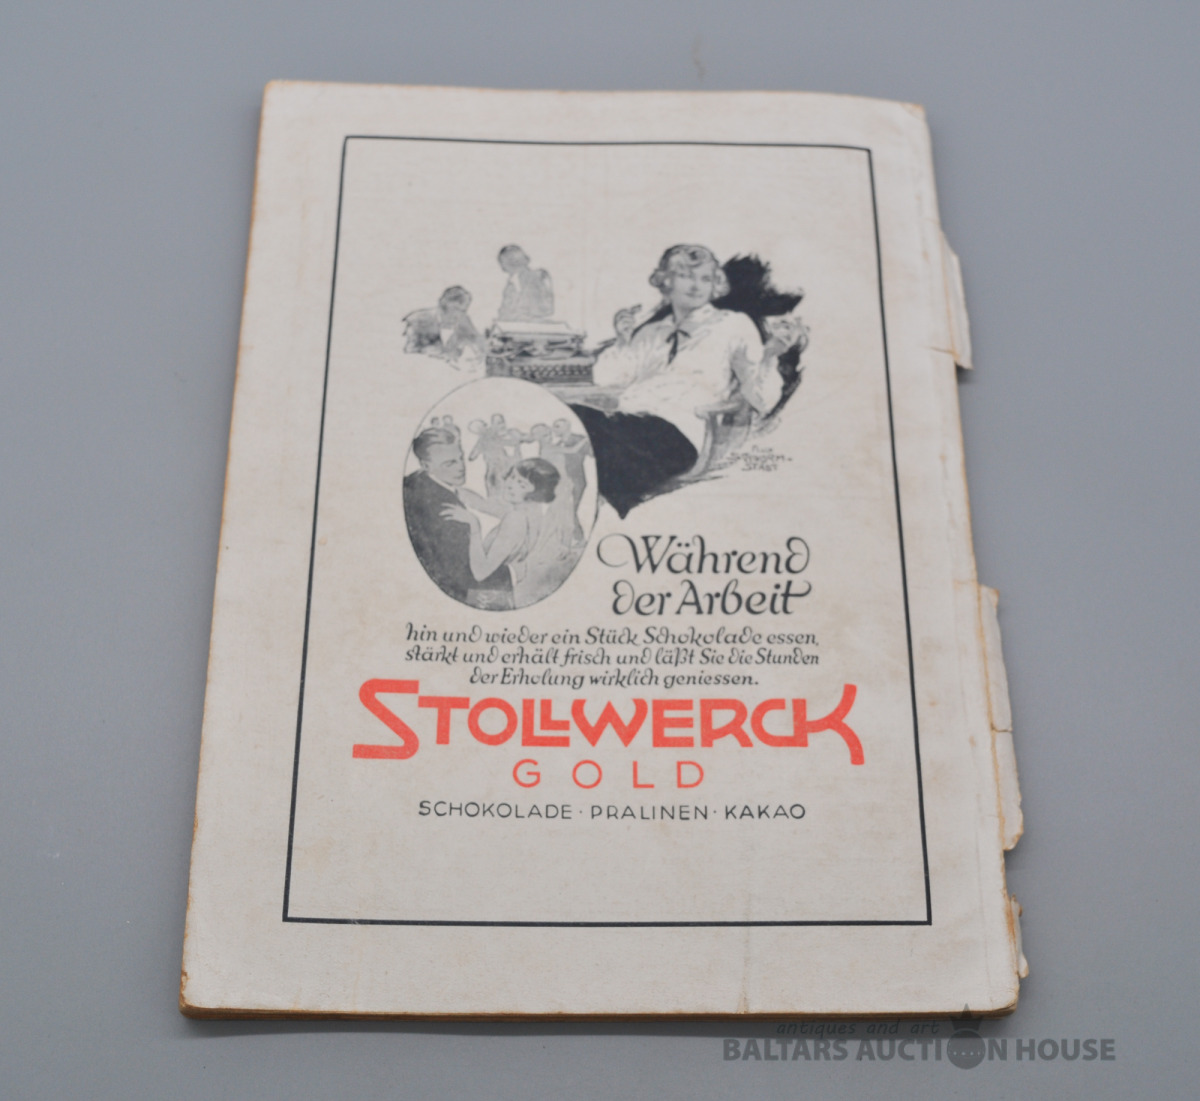 Während
der Arbeit
hin und wieder ein Stück Schokolade essen,
stärkt und erhält frisch und läßt Sie die Stunden
der Erholung wirklich geniessen.
STOLLWERCK
GOLD
SCHOKOLADE · PRALINEN · KAKAO
antiques and art
BALTARS AUCTION HOUSE